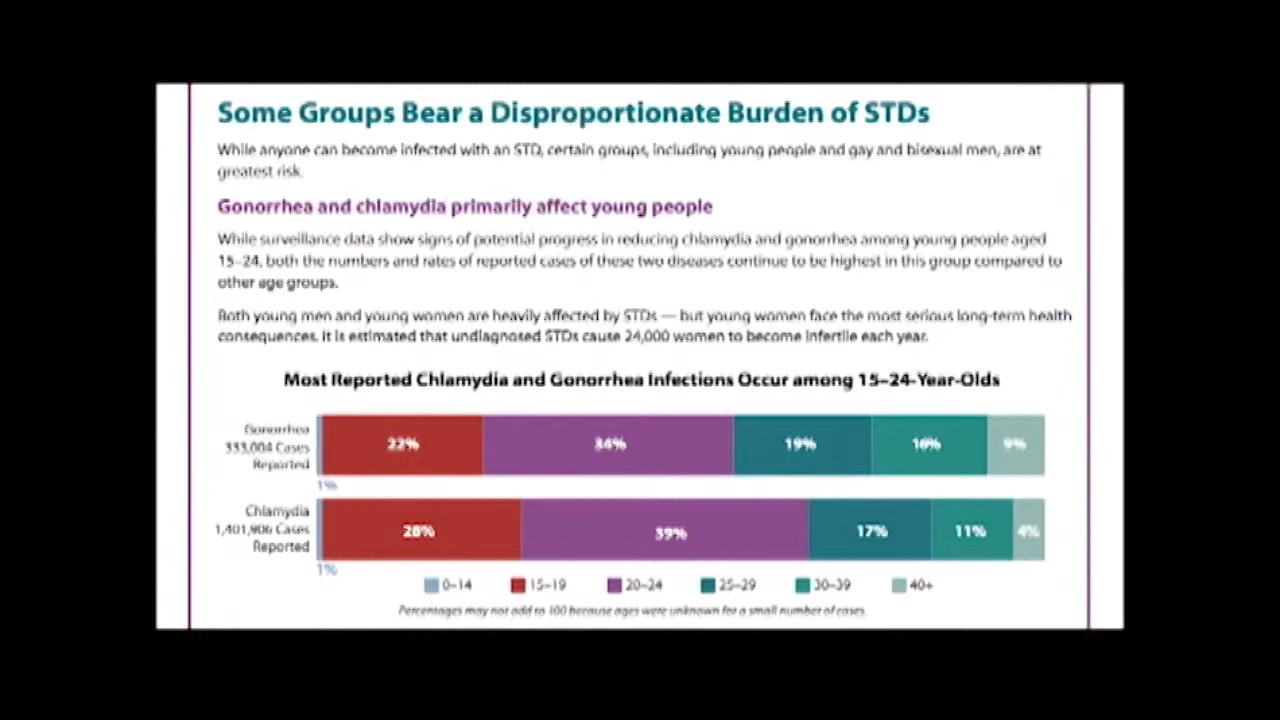 Some Groups Bear a Disproportionate Burden of STDs
While anyone can become infected with an STD, certain groups, including young people and gay and bisexual men, are at
greatest risk.
Gonorrhea and chlamydia primarily affect young people
While surveillance data show signs of potential progress in reducing chlamydia and gonorrhea among young people aged
15–24, both the numbers and rates of reported cases of these two diseases continue to be highest in this group compared to
other age groups.
Both young men and young women are heavily affected by STDs — but young women face the most serious long-term health
consequences. It is estimated that undiagnosed STDs cause 24,000 women to become infertile each year.
Most Reported Chlamydia and Gonorrhea Infections Occur among 15–24-Year-Olds
Gonorrhea
333,004 Cases
Reported
22% 34% 19% 16% 9%
1%
Chlamydia
1,401,906 Cases
Reported
28% 39% 17% 11% 4%
1%
0–14 15–19 20–24 25–29 30–39 40+
Percentages may not add to 100 because ages were unknown for a small number of cases.